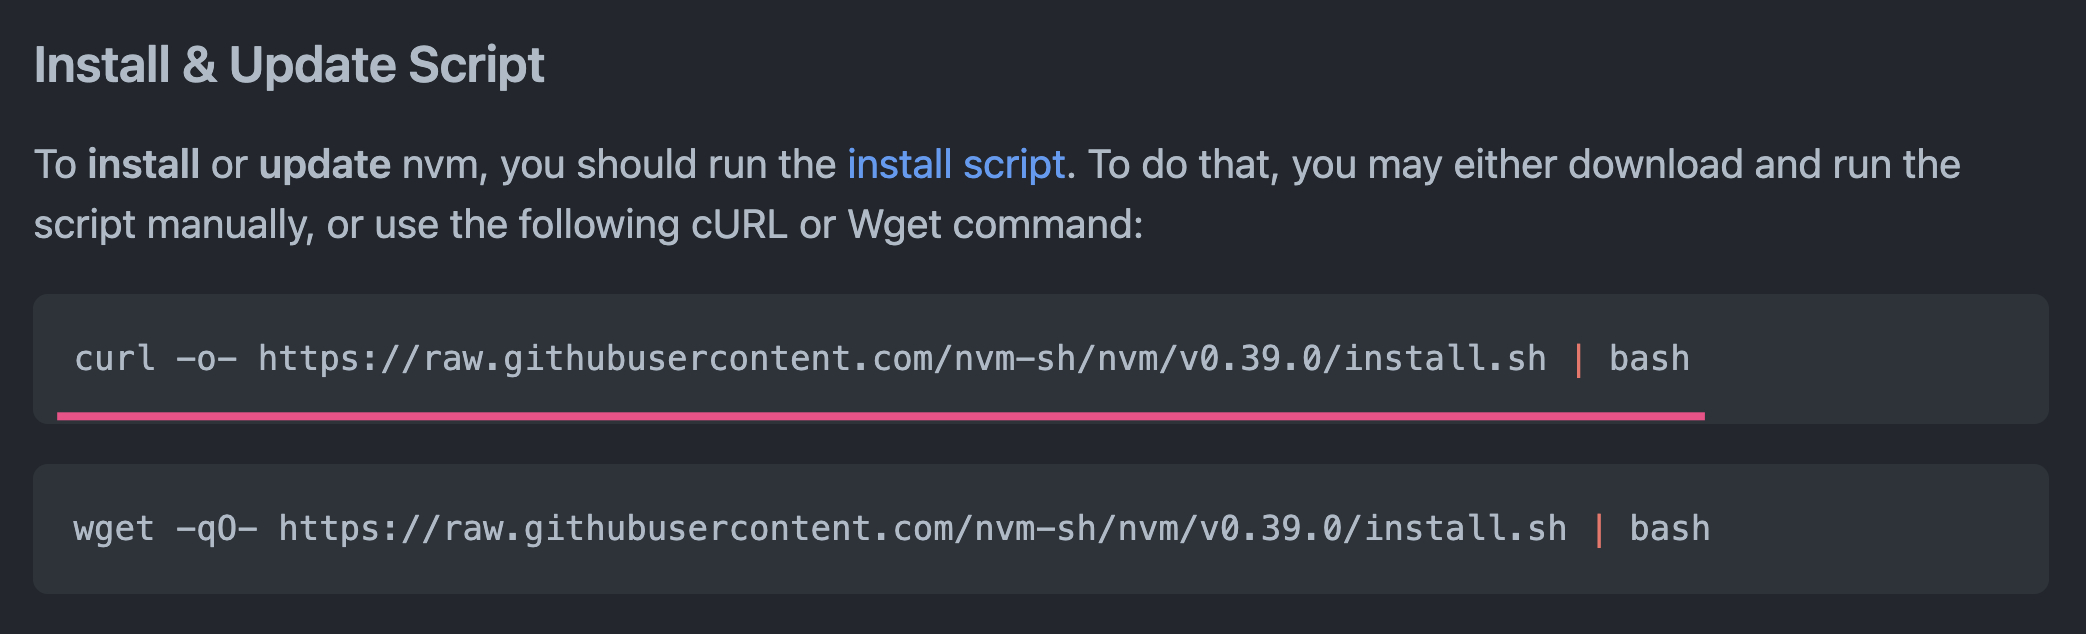 Install & Update Script
To install or update nvm, you should run the install script. To do that, you may either download and run the
script manually, or use the following cURL or Wget command:
curl -o- https://raw.githubusercontent.com/nvm-sh/nvm/v0.39.0/install.sh | bash
wget -qO- https://raw.githubusercontent.com/nvm-sh/nvm/v0.39.0/install.sh | bash